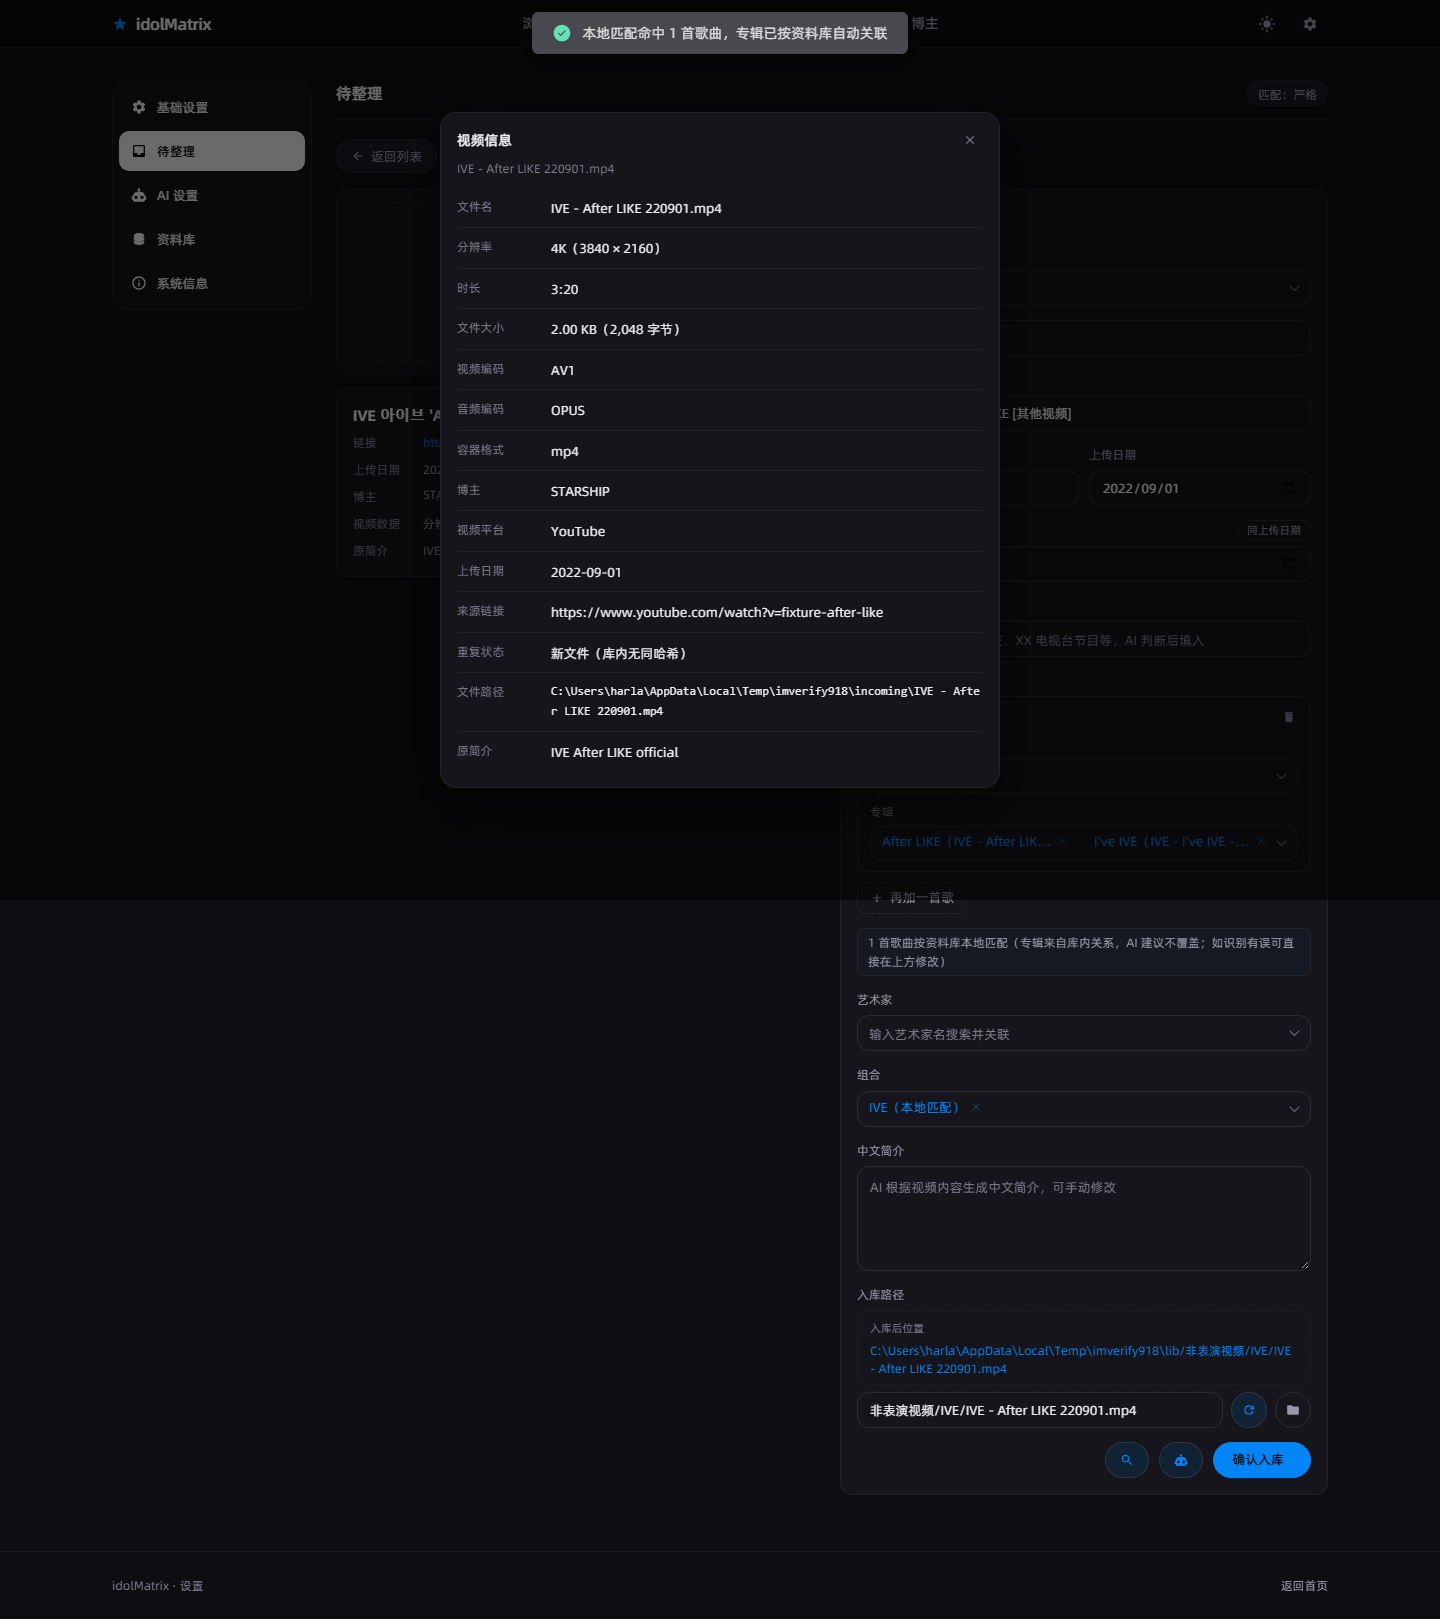 idolMatrix
浏
博主
本地匹配命中 1 首歌曲，专辑已按资料库自动关联
基础设置
待整理
AI 设置
资料库
系统信息
待整理
匹配：严格
返回列表
视频信息
IVE - After LIKE 220901.mp4
文件名 IVE - After LIKE 220901.mp4
分辨率 4K（3840 × 2160）
时长 3:20
文件大小 2.00 KB（2,048 字节）
视频编码 AV1
音频编码 OPUS
容器格式 mp4
博主 STARSHIP
视频平台 YouTube
上传日期 2022-09-01
来源链接 https://www.youtube.com/watch?v=fixture-after-like
重复状态 新文件（库内无同哈希）
文件路径 C:\Users\harla\AppData\Local\Temp\imverify918\incoming\IVE - Afte
r LIKE 220901.mp4
原简介 IVE After LIKE official
IVE 아이브 'A
链接 htt
上传日期 202
博主 STA
视频数据 分辨
原简介 IVE
KE [其他视频]
上传日期
2022/09/01
同上传日期
、XX 电视台节目等，AI 判断后填入
专辑
After LIKE（IVE - After LIK... ×
I've IVE（IVE - I've IVE -... ×
+ 再加一首歌
1 首歌曲按资料库本地匹配（专辑来自库内关系，AI 建议不覆盖；如识别有误可直
接在上方修改）
艺术家
输入艺术家名搜索并关联
组合
IVE（本地匹配） ×
中文简介
AI 根据视频内容生成中文简介，可手动修改
入库路径
入库后位置
C:\Users\harla\AppData\Local\Temp\imverify918\lib/非表演视频/IVE/IVE
- After LIKE 220901.mp4
非表演视频/IVE/IVE - After LIKE 220901.mp4
确认入库
idolMatrix · 设置
返回首页